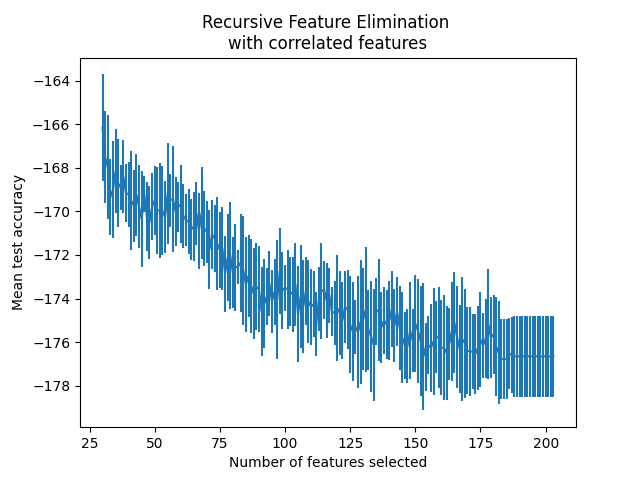 Recursive Feature Elimination
with correlated features
Mean test accuracy
−164
−166
−168
−170
−172
−174
−176
−178
25 50 75 100 125 150 175 200
Number of features selected